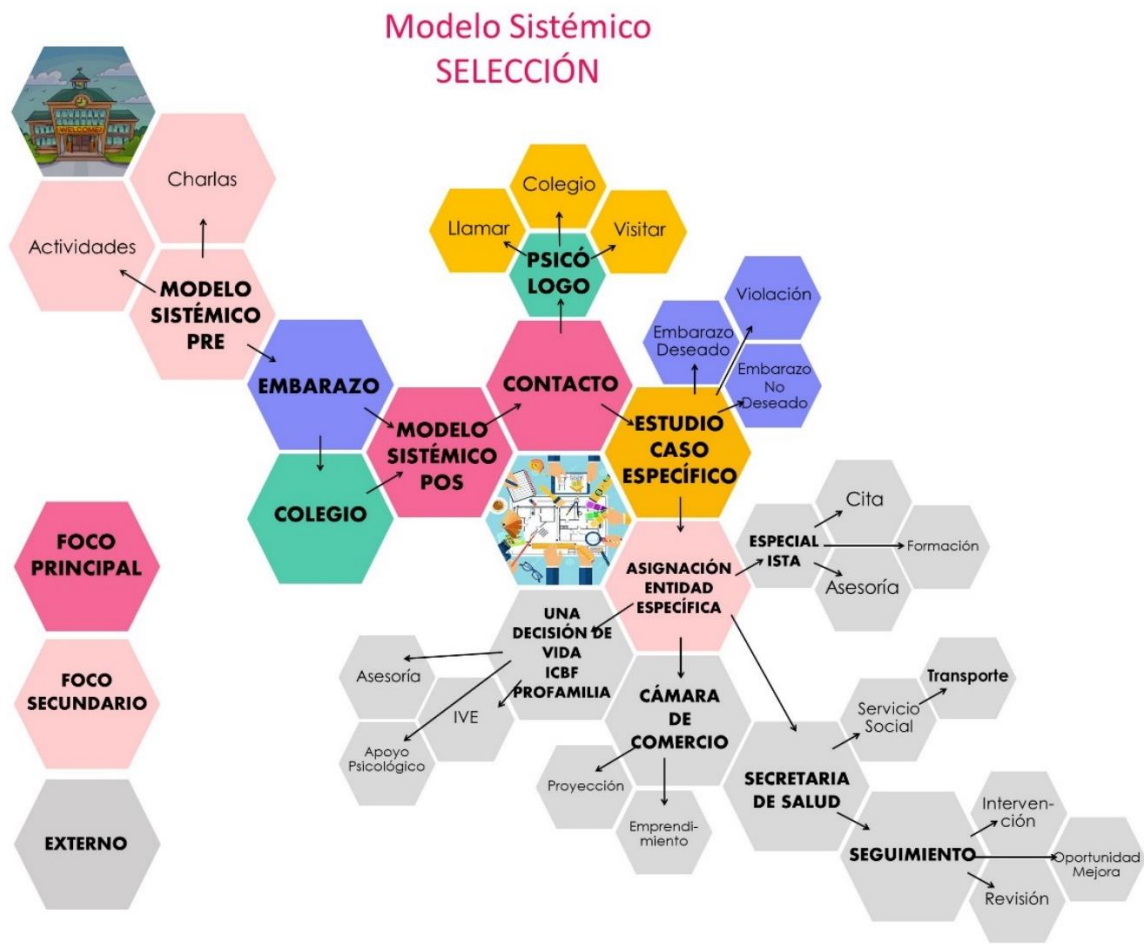 Modelo Sistémico
SELECCIÓN
WELCOME!
Charlas
Actividades
MODELO
SISTÉMICO
PRE
EMBARAZO
COLEGIO
MODELO
SISTÉMICO
POS
CONTACTO
PSICÓ
LOGO
Llamar
Colegio
Visitar
ESTUDIO
CASO
ESPECÍFICO
Embarazo
Deseado
Violación
Embarazo
No
Deseado
ASIGNACIÓN
ENTIDAD
ESPECÍFICA
ESPECIAL
ISTA
Cita
Formación
Asesoría
UNA
DECISIÓN DE
VIDA
ICBF
PROFAMILIA
Asesoría
IVE
Apoyo
Psicológico
CÁMARA
DE
COMERCIO
Proyección
Emprendi-
miento
SECRETARIA
DE SALUD
Servicio
Social
Transporte
SEGUIMIENTO
Interven-
ción
Oportunidad
Mejora
Revisión
FOCO
PRINCIPAL
FOCO
SECUNDARIO
EXTERNO